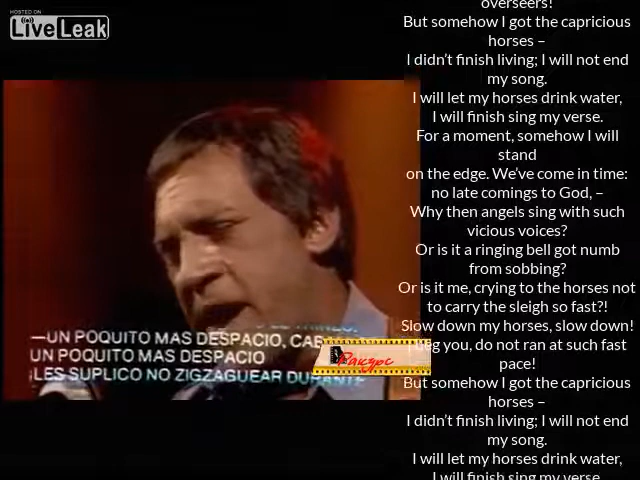 HOSTED ON
LiveLeak
overseers!
But somehow I got the capricious
horses –
I didn’t finish living; I will not end
my song.
I will let my horses drink water,
I will finish sing my verse.
For a moment, somehow I will
stand
on the edge. We’ve come in time:
no late comings to God, –
Why then angels sing with such
vicious voices?
Or is it a ringing bell got numb
from sobbing?
Or is it me, crying to the horses not
to carry the sleigh so fast?!
Slow down my horses, slow down!
beg you, do not ran at such fast
pace!
But somehow I got the capricious
horses –
I didn’t finish living; I will not end
my song.
I will let my horses drink water,
I will finish sing my verse
—UN POQUITO MAS DESPACIO,
UN POQUITO MAS DESPACIO
¡LES SUPLICO NO ZIGZAGUEAR DURANTE
Ракурс